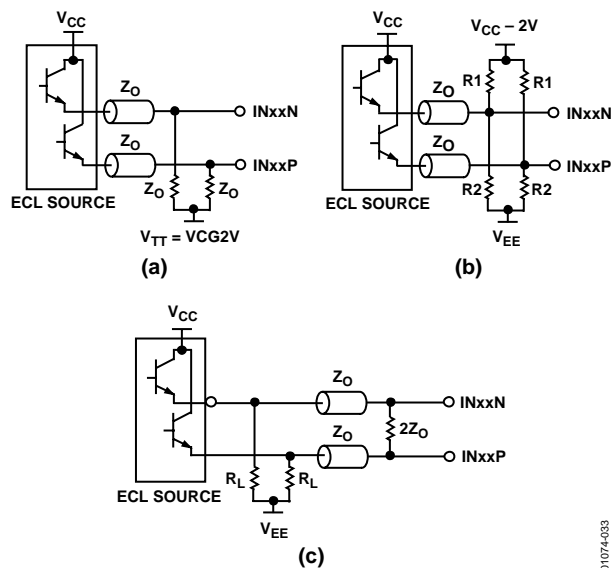 VCC
ZO
INxxN
ZO
INxxP
ZO
ZO
ECL SOURCE
VTT = VCG2V
(a)
VCC
VCC – 2V
R1
R1
ZO
INxxN
ZO
INxxP
R2
R2
ECL SOURCE
VEE
(b)
VCC
ZO
INxxN
2ZO
ZO
INxxP
RL
RL
ECL SOURCE
VEE
(c)
01074-033